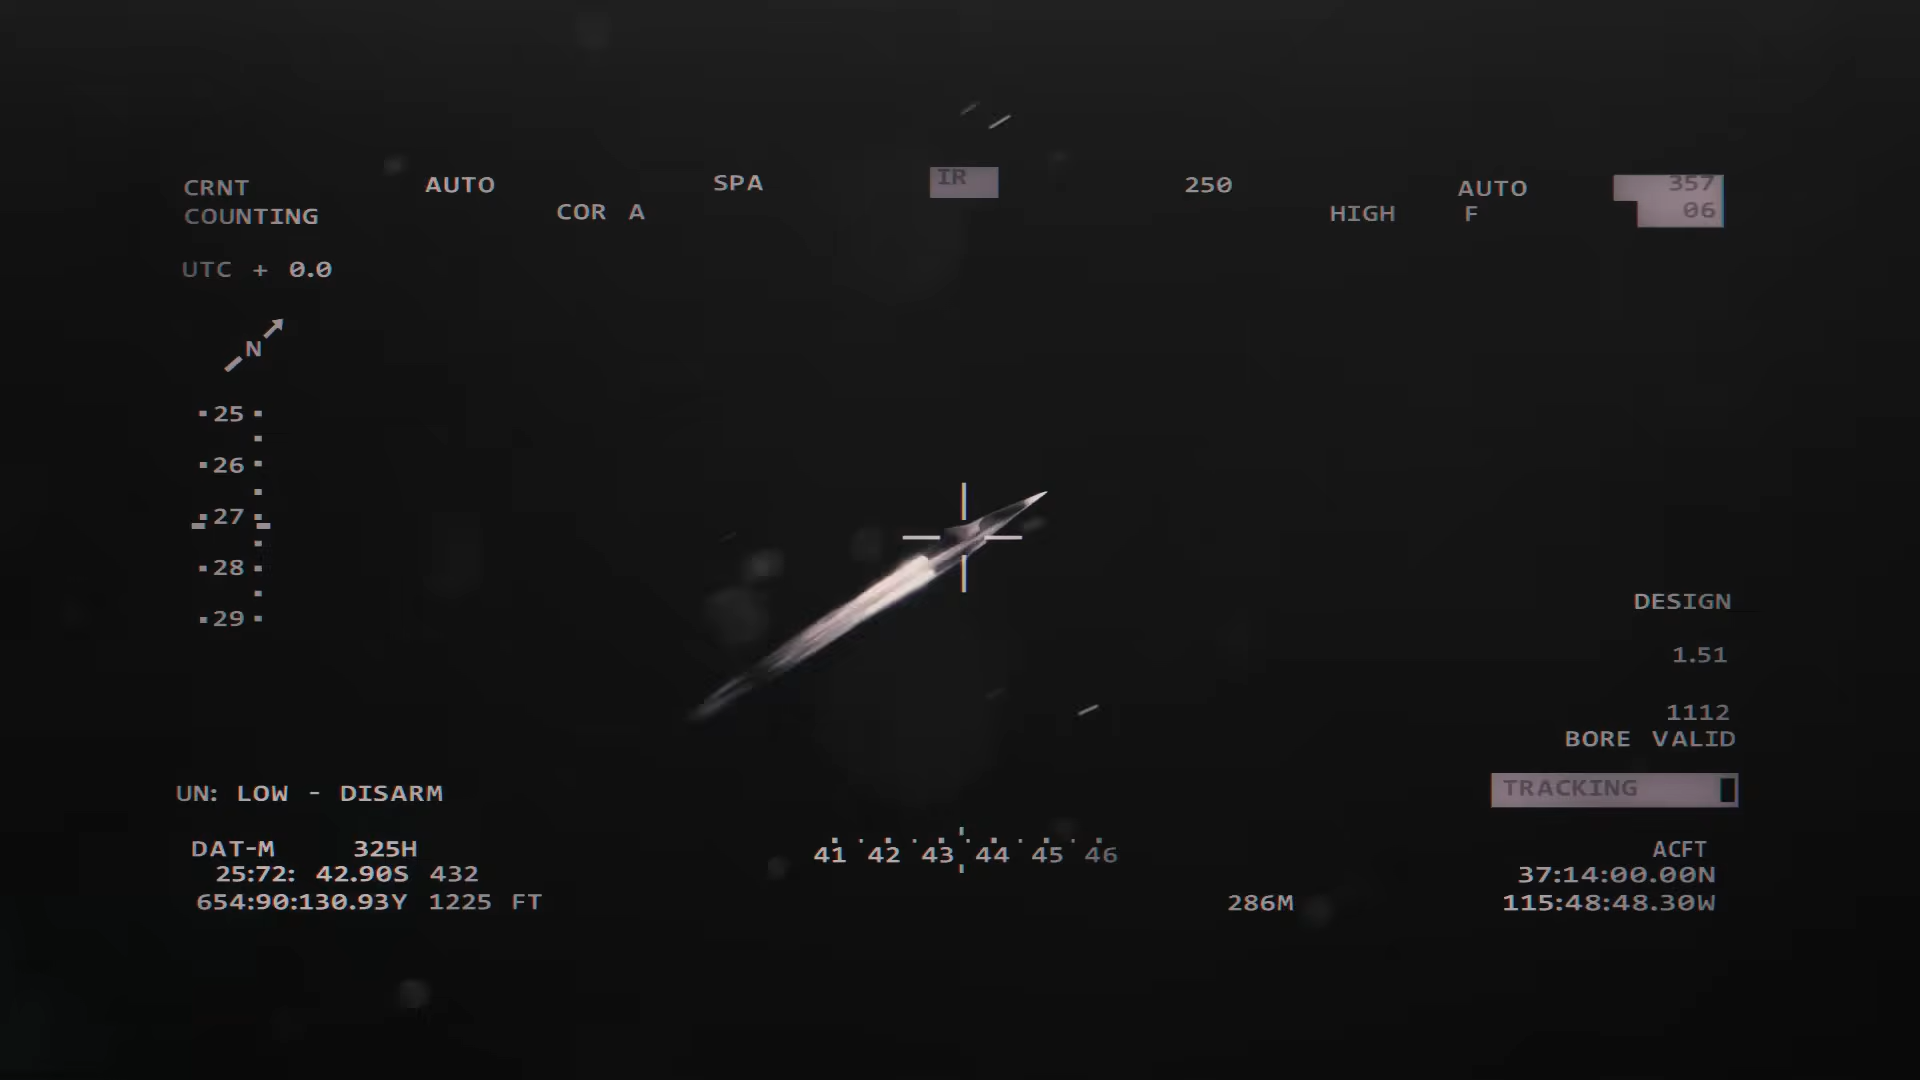 CRNT
COUNTING
AUTO
COR A
SPA
IR
250
HIGH
AUTO
F
357
06
UTC + 0.0
N
25
26
27
28
29
DESIGN
1.51
1112
BORE VALID
TRACKING
UN: LOW - DISARM
DAT-M 325H
25:72: 42.90S 432
654:90:130.93Y 1225 FT
41 42 43 44 45 46
286M
ACFT
37:14:00.00N
115:48:48.30W